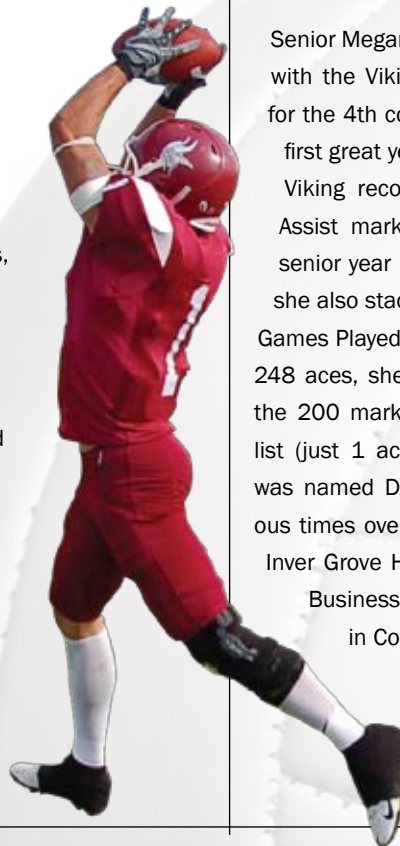 s,
d
1
Senior Megan
with the Viki
for the 4th co
first great ye
Viking reco
Assist mark
senior year
she also stac
Games Played
248 aces, she
the 200 mark
list (just 1 ac
was named D
ous times ove
Inver Grove H
Business
in Co